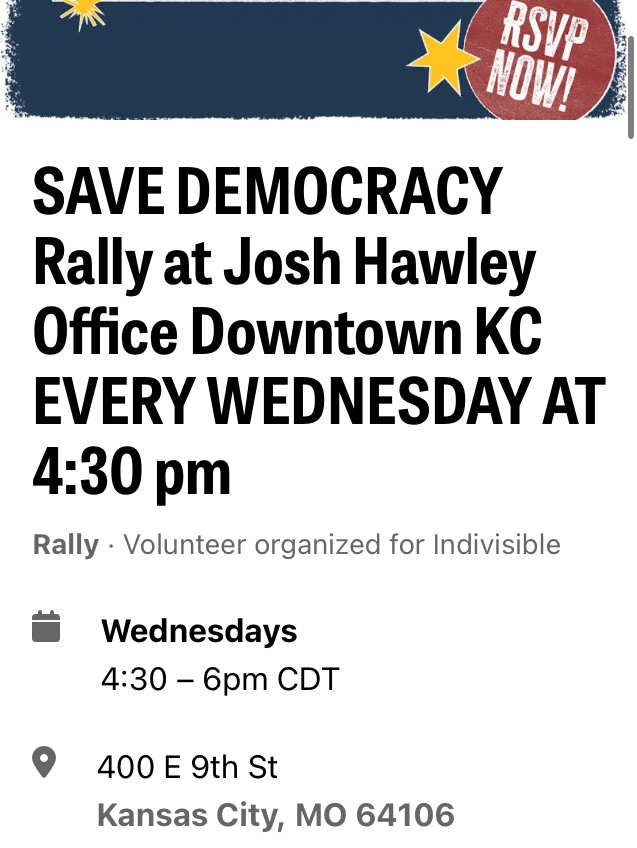 RSVP
NOW!
SAVE DEMOCRACY
Rally at Josh Hawley
Office Downtown KC
EVERY WEDNESDAY AT
4:30 pm
Rally · Volunteer organized for Indivisible
Wednesdays
4:30 – 6pm CDT
400 E 9th St
Kansas City, MO 64106